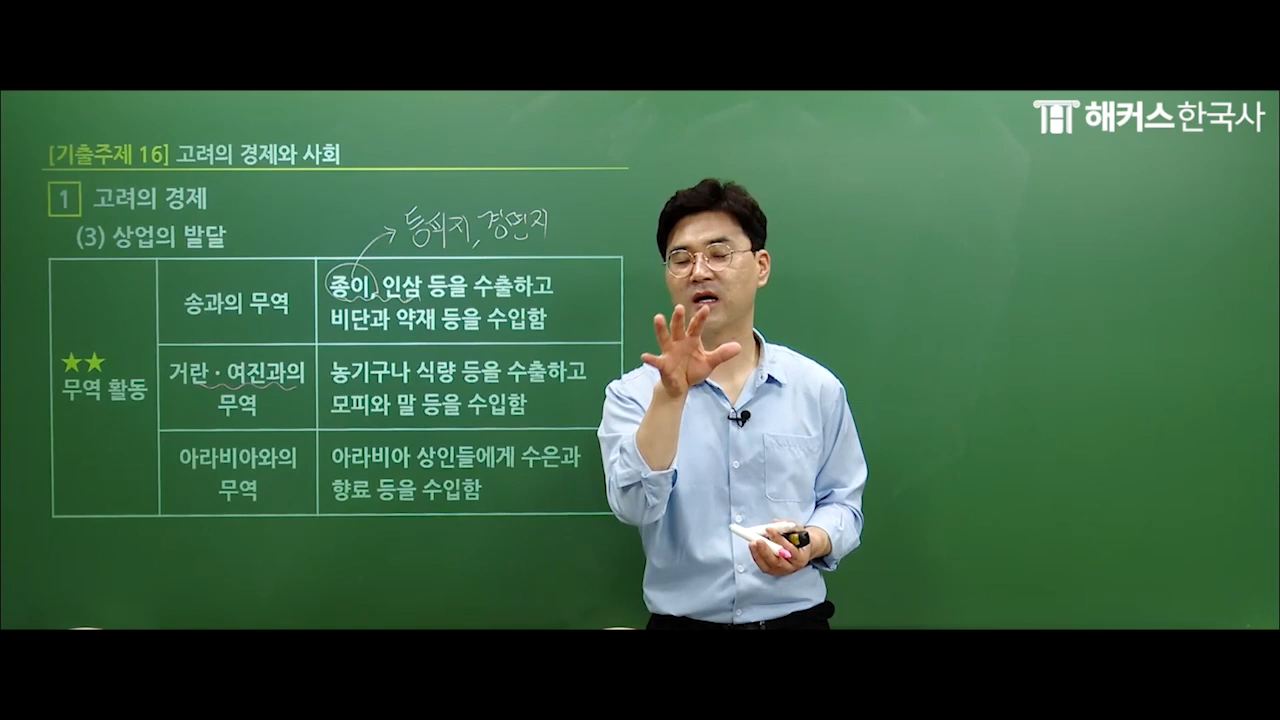 해커스한국사
[기출주제 16] 고려의 경제와 사회
1 고려의 경제
(3) 상업의 발달
등피지, 경면지
★★
무역 활동
송과의 무역
종이, 인삼 등을 수출하고
비단과 약재 등을 수입함
거란·여진과의
무역
농기구나 식량 등을 수출하고
모피와 말 등을 수입함
아라비아와의
무역
아라비아 상인들에게 수은과
향료 등을 수입함